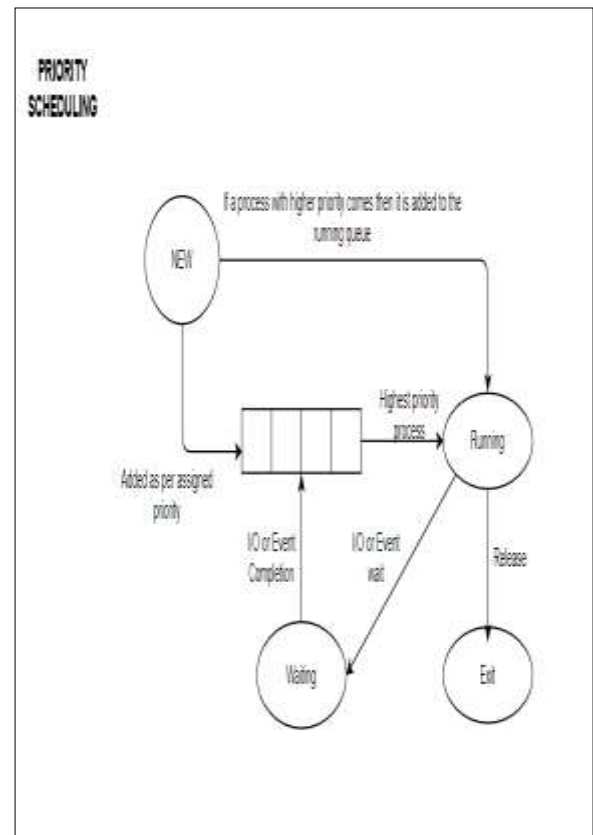 PRIORITY
SCHEDULING
If a process with higher priority comes then it is added to the
running queue
NEW
Highest priority
process
Running
Added as per assigned
priority
I/O or Event
Completion
I/O or Event
wait
Release
Waiting
Exit